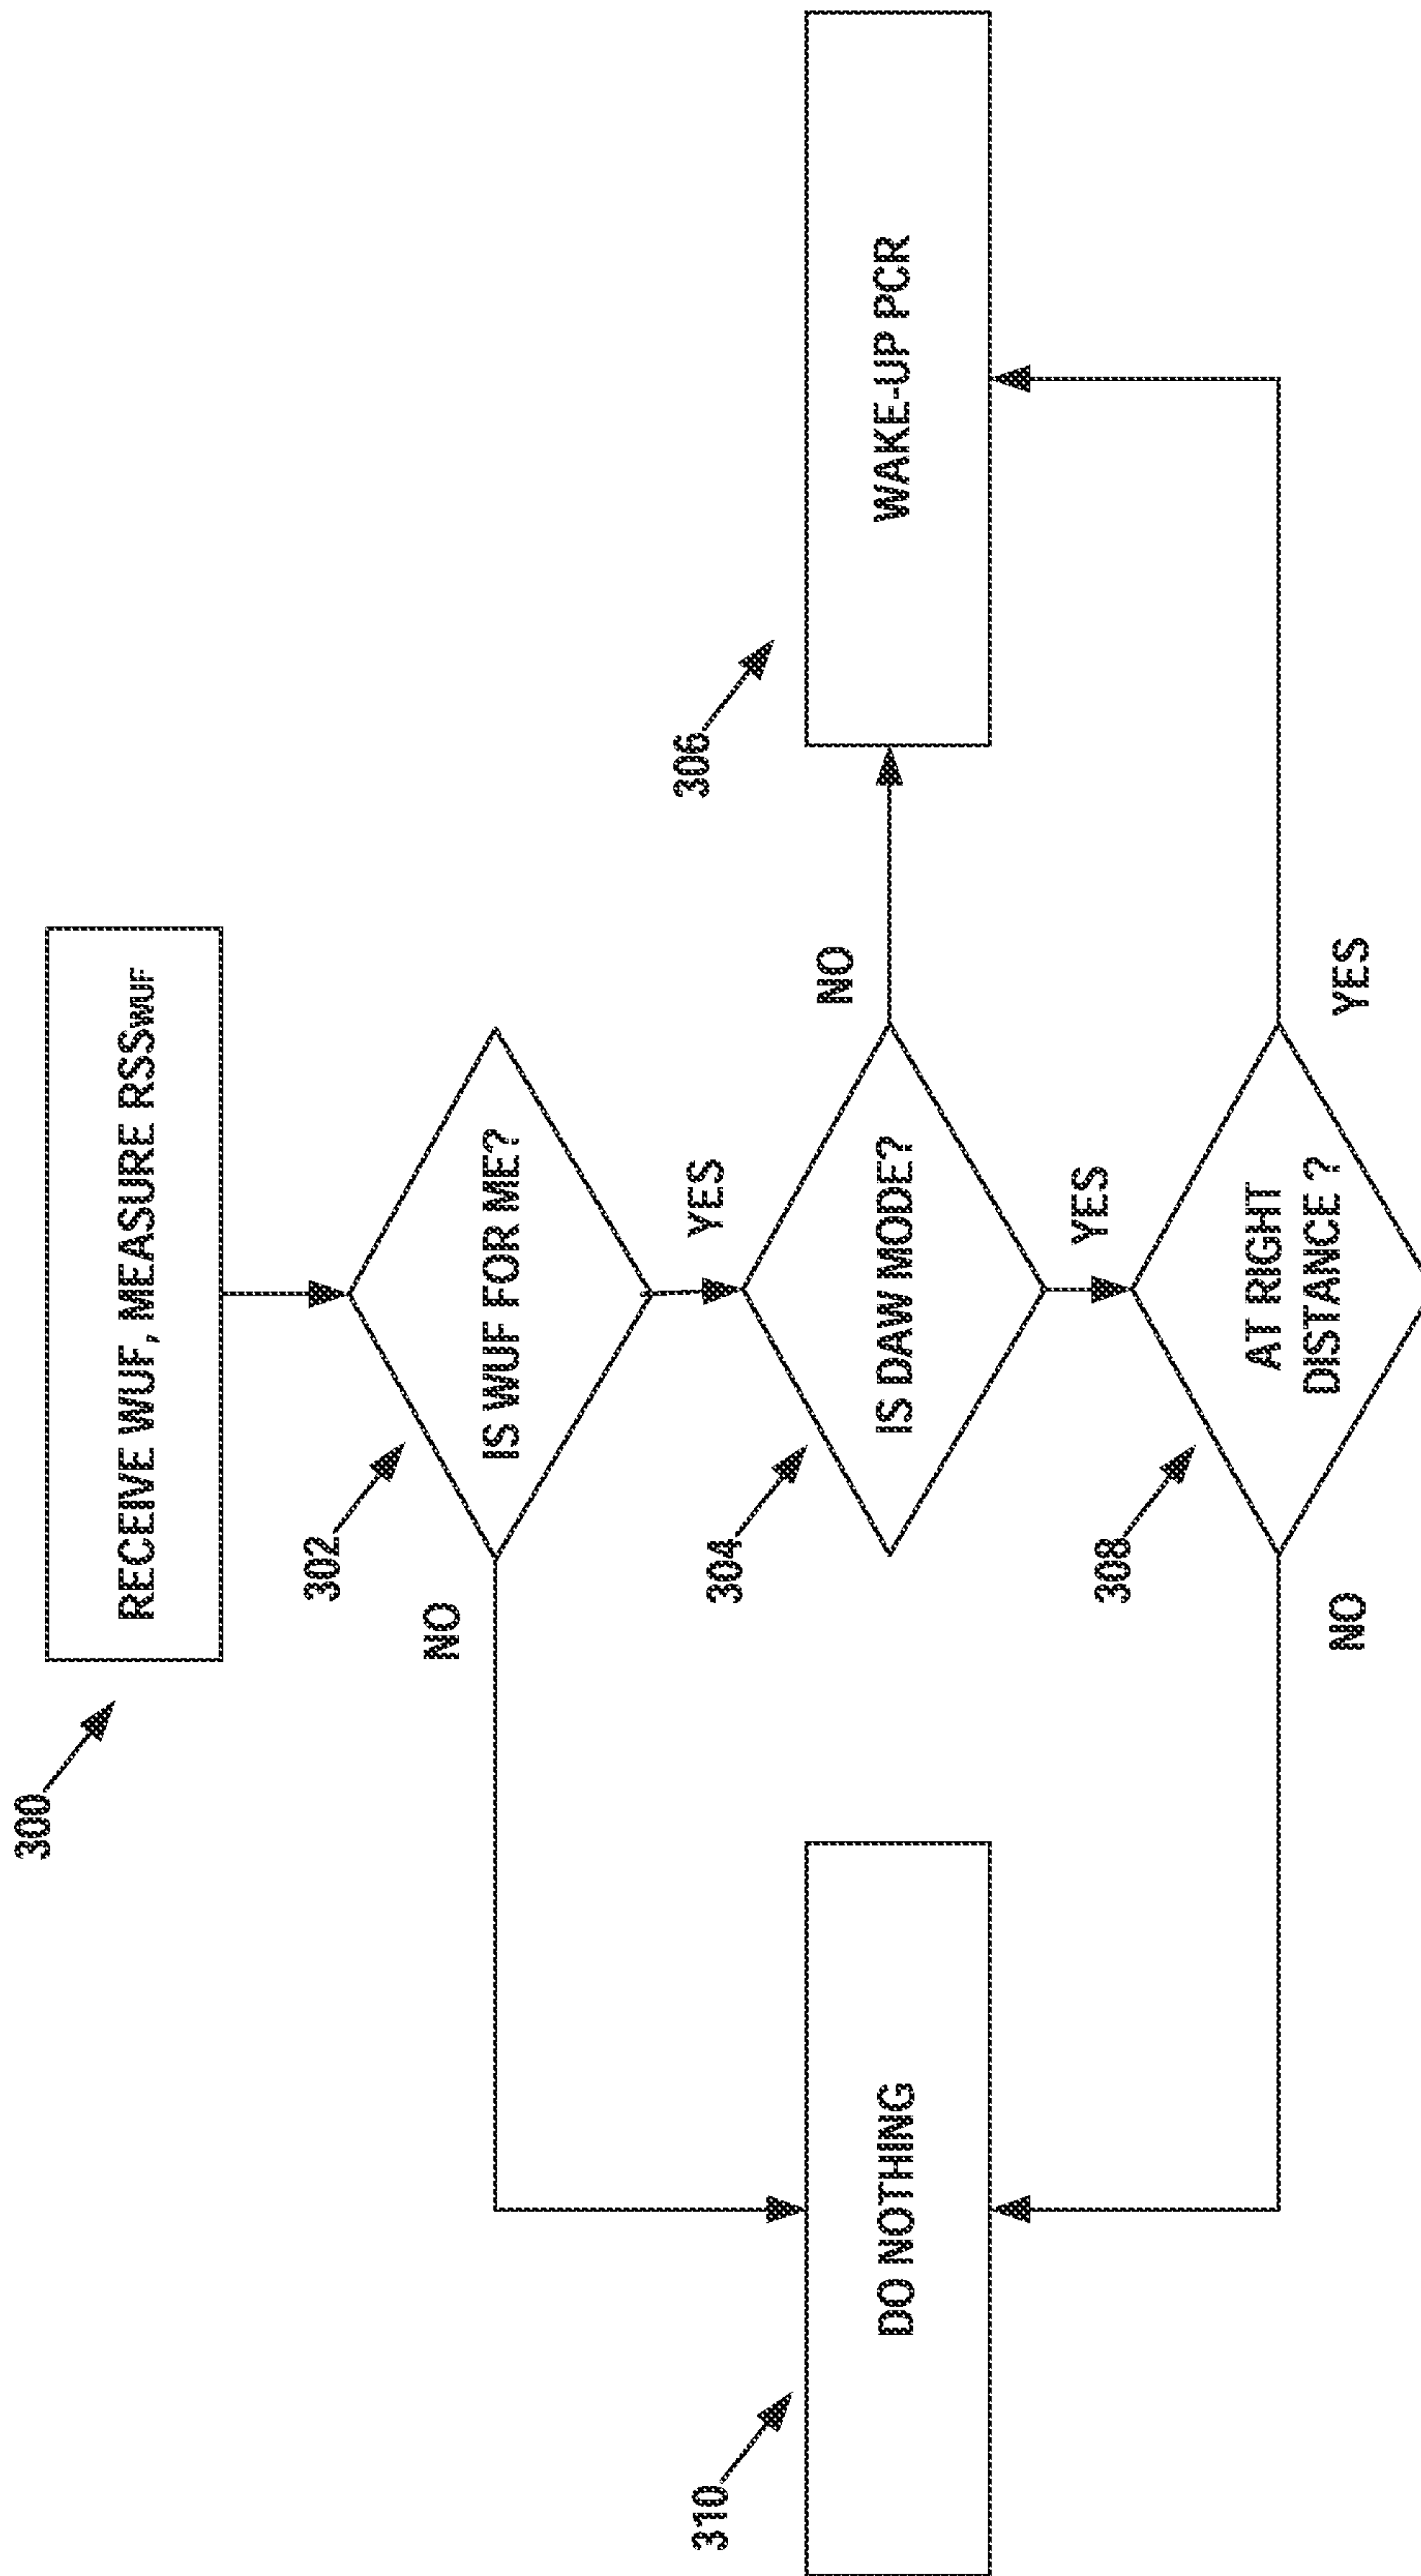 300
RECEIVE WUF, MEASURE RSSWUF
302
IS WUF FOR ME?
NO
YES
304
IS DAW MODE?
NO
YES
306
WAKE-UP PCR
308
AT RIGHT
DISTANCE ?
NO
YES
310
DO NOTHING